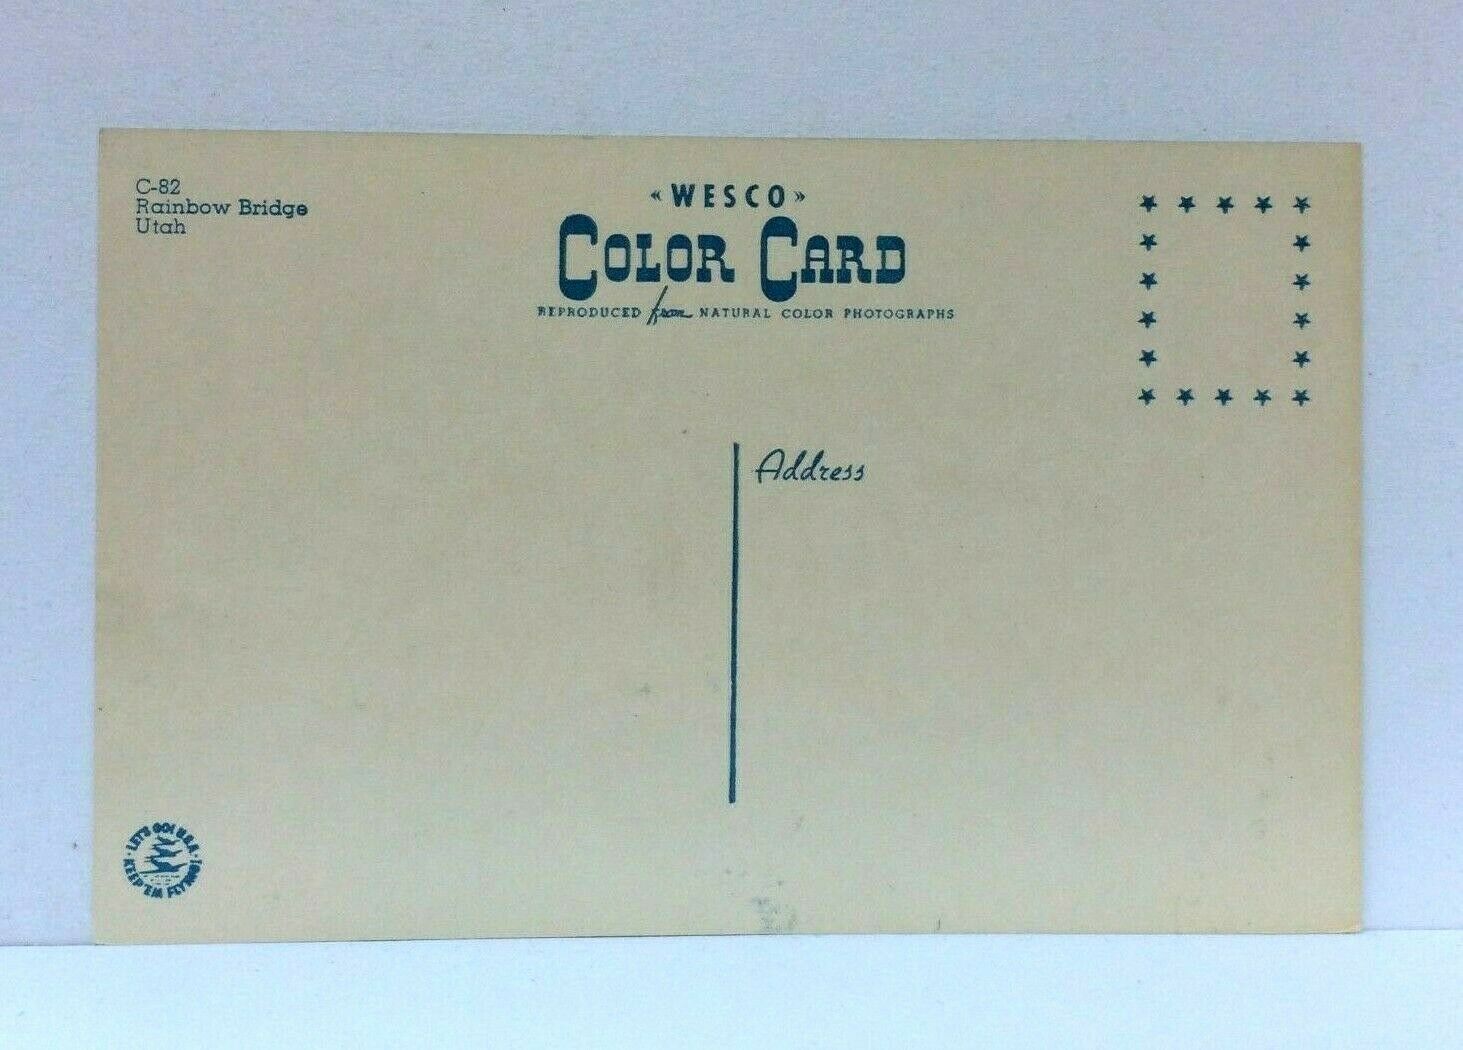 C-82
Rainbow Bridge
Utah
« WESCO »
COLOR CARD
REPRODUCED from NATURAL COLOR PHOTOGRAPHS
Address
· LET'S GO! U.S.A. ·
KEEP 'EM FLYING!